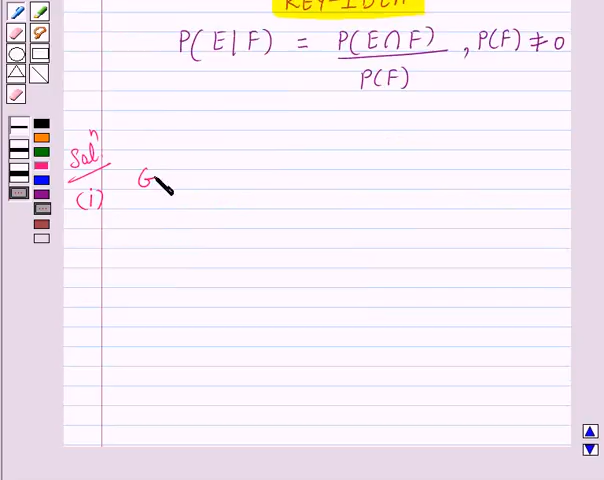 KEY-IDEA
P(E|F) = P(E∩F) / P(F) , P(F) ≠ 0
Solⁿ
(i) G